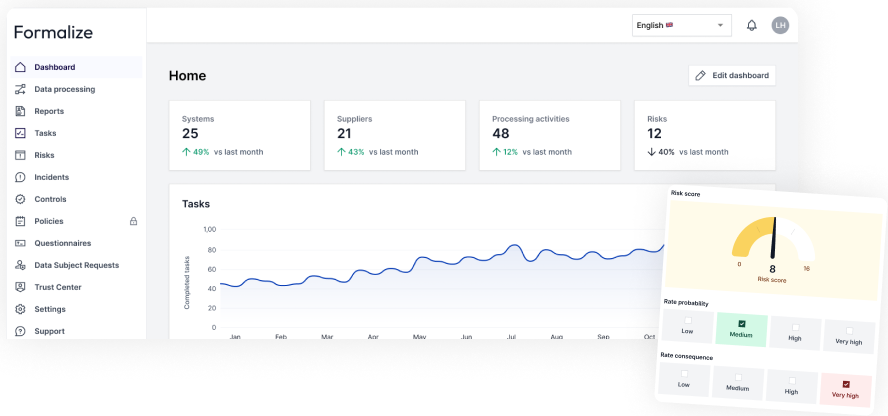 Formalize
English
LH
Dashboard
Data processing
Reports
Tasks
Risks
Incidents
Controls
Policies
Questionnaires
Data Subject Requests
Trust Center
Settings
Support
Home
Edit dashboard
Systems
25
49% vs last month
Suppliers
21
43% vs last month
Processing activities
48
12% vs last month
Risks
12
40% vs last month
Tasks
Completed tasks
1,00
80
60
40
20
0
Jan Feb Mar Apr May Jun Jul Aug Sep Oct
Risk score
0 8 16
Risk score
Rate probability
Low Medium High Very high
Rate consequence
Low Medium High Very high